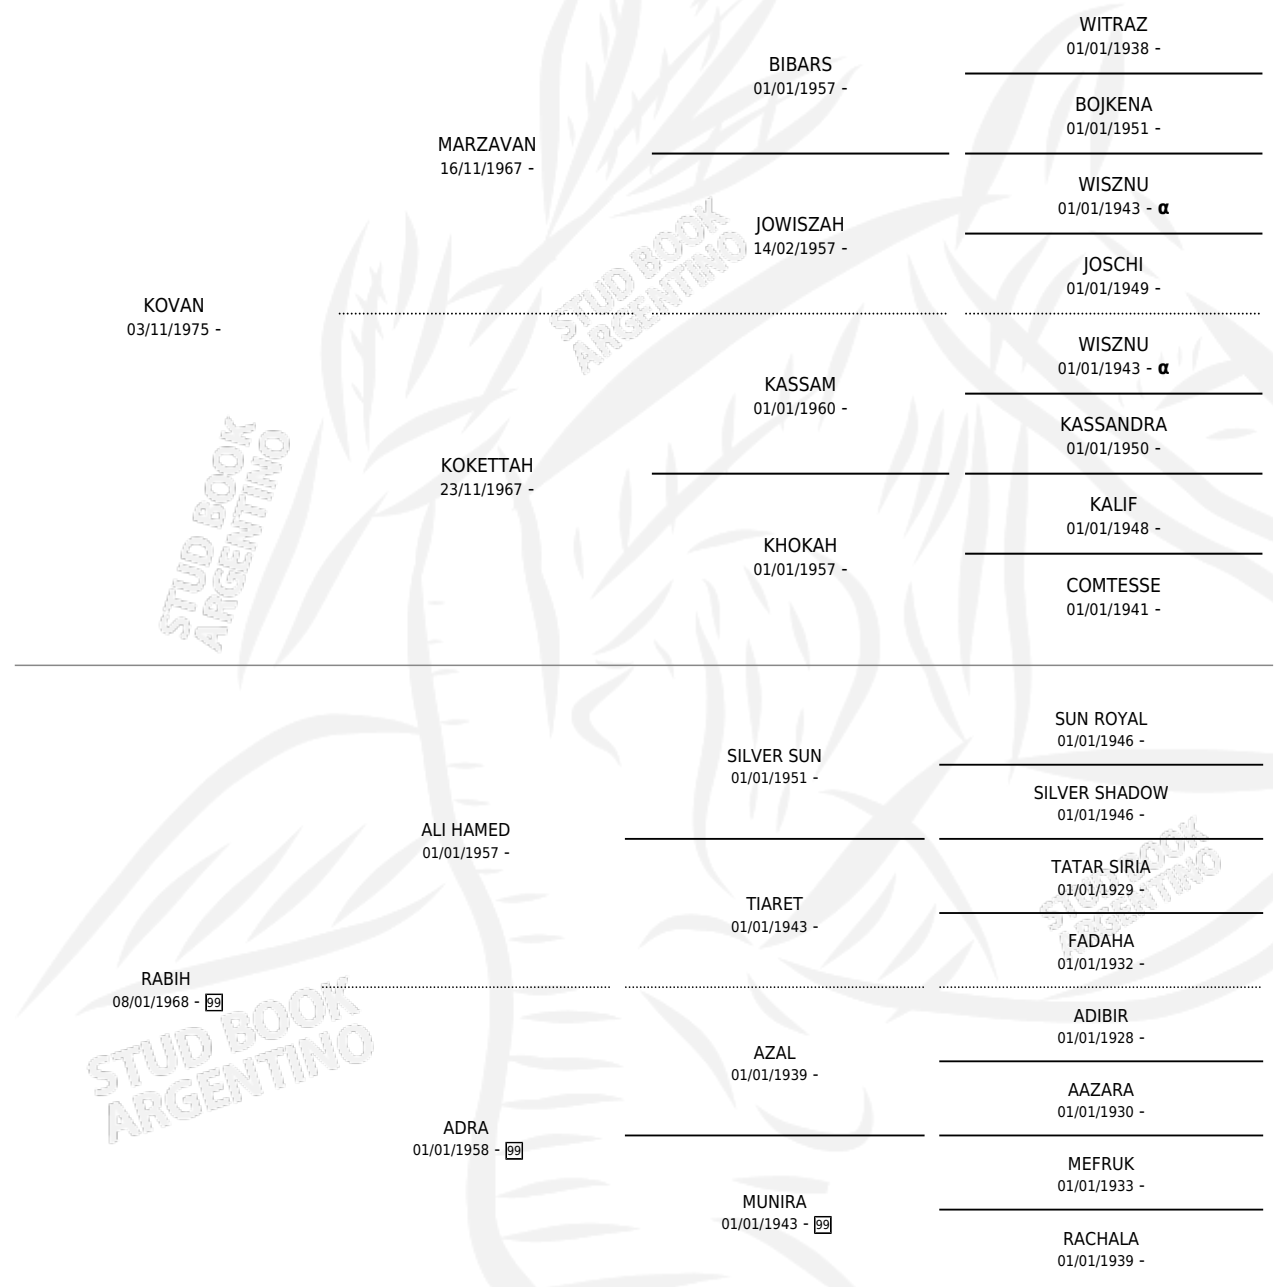 WITRAZ
01/01/1938 -
BIBARS
01/01/1957 -
BOJKENA
01/01/1951 -
MARZAVAN
16/11/1967 -
WISZNU
01/01/1943 - α
JOWISZAH
14/02/1957 -
JOSCHI
01/01/1949 -
KOVAN
03/11/1975 -
WISZNU
01/01/1943 - α
KASSAM
01/01/1960 -
KASSANDRA
01/01/1950 -
KOKETTAH
23/11/1967 -
KALIF
01/01/1948 -
KHOKAH
01/01/1957 -
COMTESSE
01/01/1941 -
SUN ROYAL
01/01/1946 -
SILVER SUN
01/01/1951 -
SILVER SHADOW
01/01/1946 -
ALI HAMED
01/01/1957 -
TATAR SIRIA
01/01/1929 -
TIARET
01/01/1943 -
FADAHA
01/01/1932 -
RABIH
08/01/1968 - 99
ADIBIR
01/01/1928 -
AZAL
01/01/1939 -
AAZARA
01/01/1930 -
ADRA
01/01/1958 - 99
MEFRUK
01/01/1933 -
MUNIRA
01/01/1943 - 99
RACHALA
01/01/1939 -
STUD BOOK
ARGENTINO
STUD BOOK
ARGENTINO
STUD BOOK
ARGENTINO
STUD BOOK
ARGENTINO